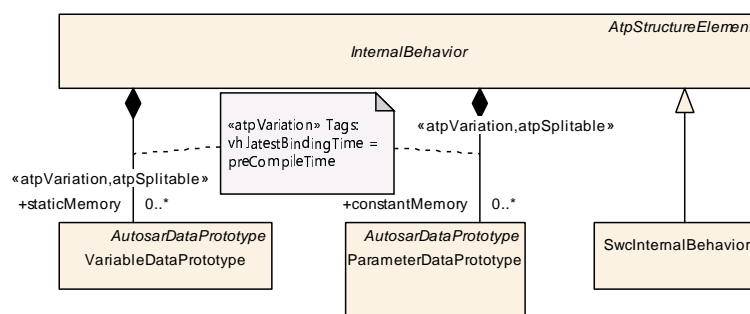 AtpStructureElement
InternalBehavior
«atpVariation» Tags:
vh.latestBindingTime =
preCompileTime
«atpVariation,atpSplitable»
«atpVariation,atpSplitable»
+staticMemory 0..*
+constantMemory 0..*
AutosarDataPrototype
VariableDataPrototype
AutosarDataPrototype
ParameterDataPrototype
SwcInternalBehavior